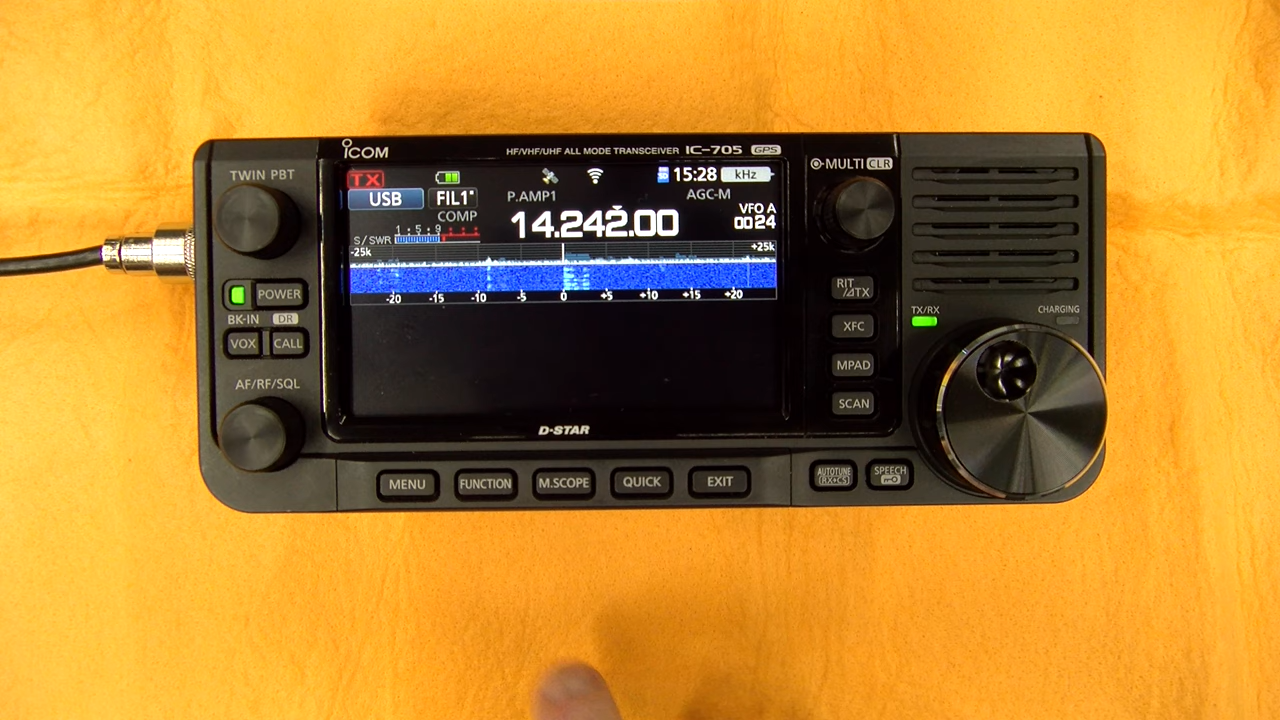 ICOM
HF/VHF/UHF ALL MODE TRANSCEIVER IC-705 GPS
TWIN PBT
MULTI CLR
TX
15:28 kHz
USB FIL1
P.AMP1
AGC-M
COMP
14.242.00
VFO A
0024
S/SWR 1 5 9
-25k
+25k
-20 -15 -10 -5 0 +5 +10 +15 +20
POWER
BK-IN DR
VOX CALL
AF/RF/SQL
RIT
/⊿TX
XFC
MPAD
SCAN
TX/RX
CHARGING
D-STAR
MENU FUNCTION M.SCOPE QUICK EXIT
AUTOTUNE
RX→CS
SPEECH